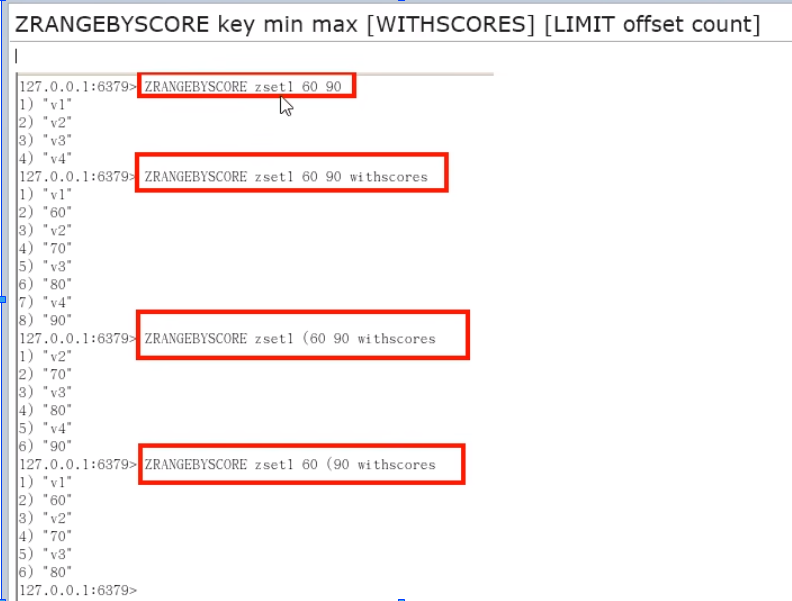 ZRANGEBYSCORE key min max [WITHSCORES] [LIMIT offset count]
127.0.0.1:6379> ZRANGEBYSCORE zset1 60 90
1) "v1"
2) "v2"
3) "v3"
4) "v4"
127.0.0.1:6379> ZRANGEBYSCORE zset1 60 90 withscores
1) "v1"
2) "60"
3) "v2"
4) "70"
5) "v3"
6) "80"
7) "v4"
8) "90"
127.0.0.1:6379> ZRANGEBYSCORE zset1 (60 90 withscores
1) "v2"
2) "70"
3) "v3"
4) "80"
5) "v4"
6) "90"
127.0.0.1:6379> ZRANGEBYSCORE zset1 60 (90 withscores
1) "v1"
2) "60"
3) "v2"
4) "70"
5) "v3"
6) "80"
127.0.0.1:6379>